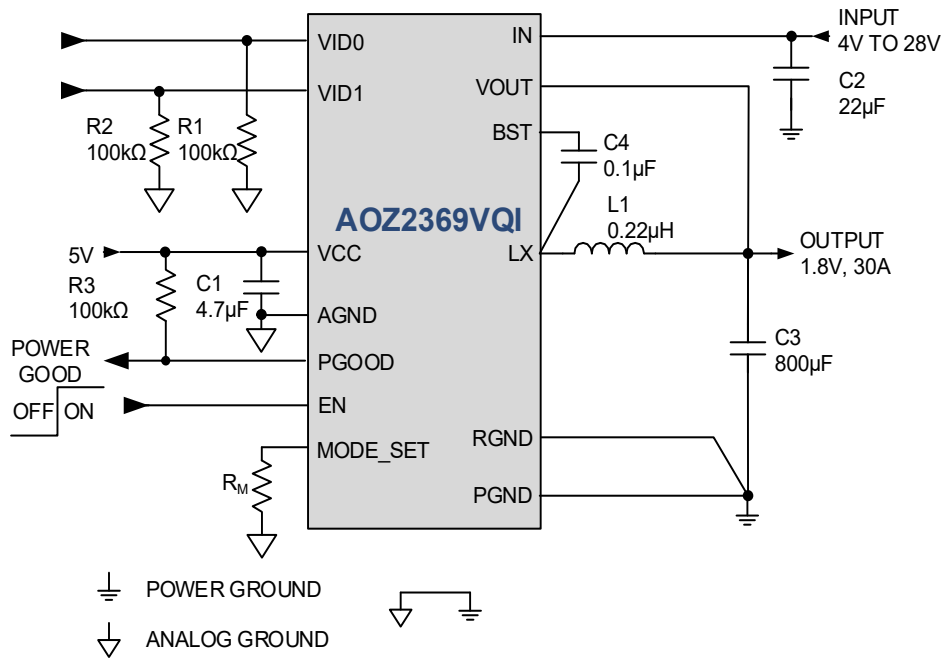 VID0
VID1
R2
100kΩ
R1
100kΩ
5V
R3
100kΩ
C1
4.7µF
VCC
AGND
POWER
GOOD
PGOOD
OFF ON
EN
MODE_SET
RM
AOZ2369VQI
IN
VOUT
BST
LX
RGND
PGND
INPUT
4V TO 28V
C2
22µF
C4
0.1µF
L1
0.22µH
OUTPUT
1.8V, 30A
C3
800µF
POWER GROUND
ANALOG GROUND